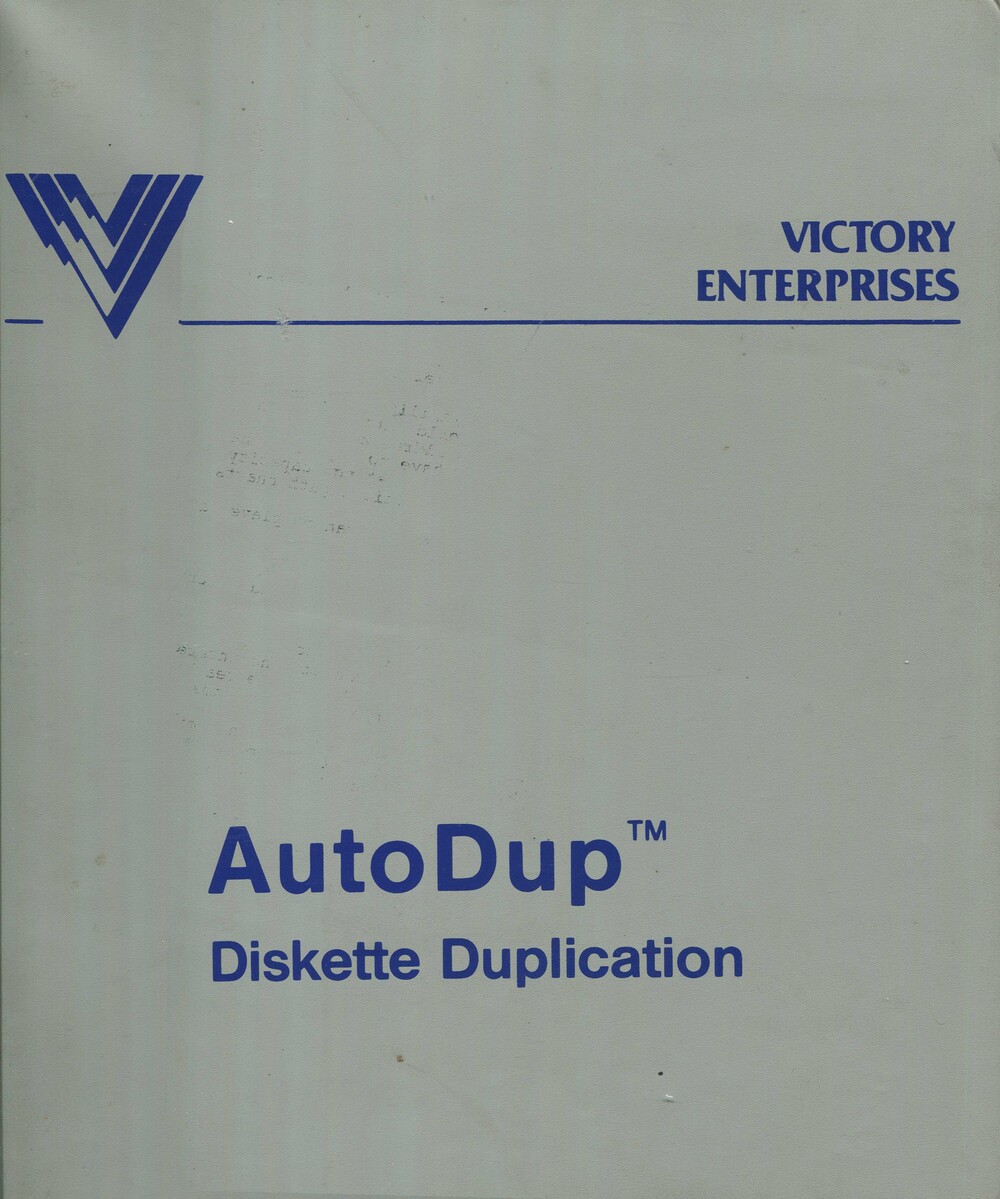 VICTORY
ENTERPRISES
AutoDup™
Diskette Duplication